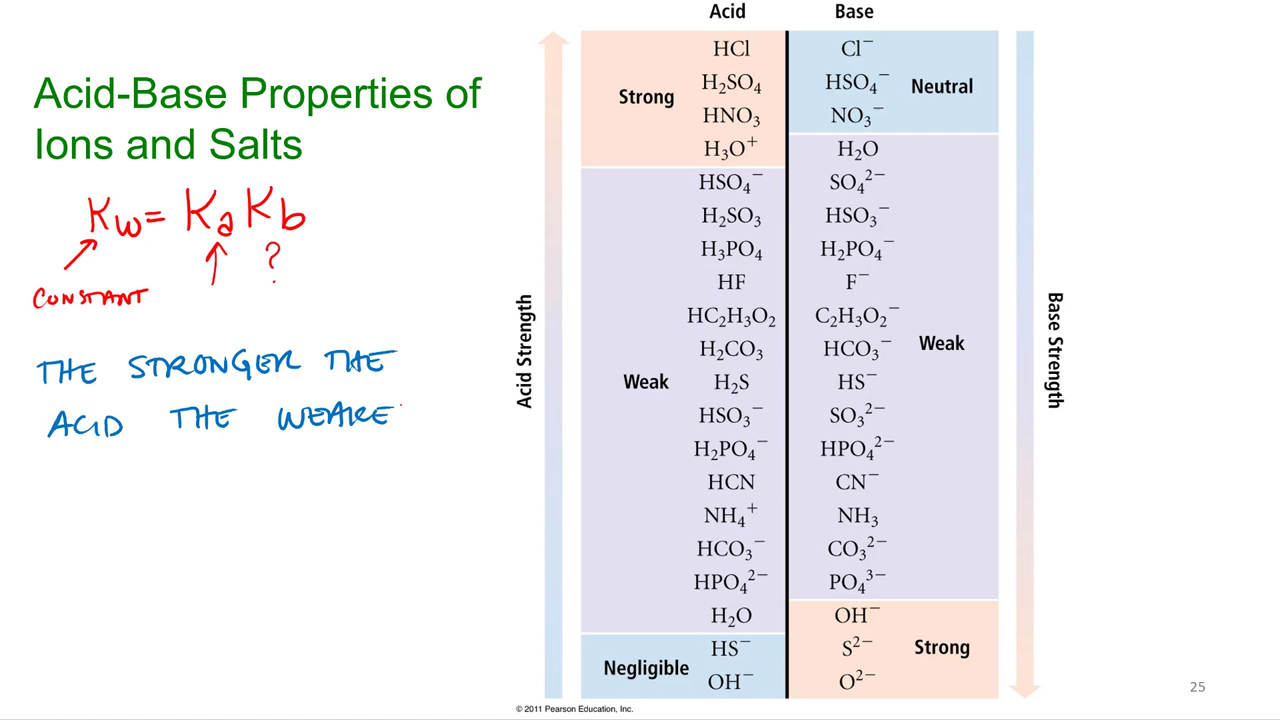 Acid Base
Acid-Base Properties of
Ions and Salts
Kw = Ka Kb
?
CONSTANT
THE STRONGER THE
ACID THE WEAKE
Acid Strength
Strong
HCl Cl⁻
H₂SO₄ HSO₄⁻
HNO₃ NO₃⁻
Neutral
H₃O⁺ H₂O
HSO₄⁻ SO₄²⁻
H₂SO₃ HSO₃⁻
H₃PO₄ H₂PO₄⁻
HF F⁻
HC₂H₃O₂ C₂H₃O₂⁻
H₂CO₃ HCO₃⁻
Weak
Weak
H₂S HS⁻
HSO₃⁻ SO₃²⁻
H₂PO₄⁻ HPO₄²⁻
HCN CN⁻
NH₄⁺ NH₃
HCO₃⁻ CO₃²⁻
HPO₄²⁻ PO₄³⁻
H₂O OH⁻
Negligible
HS⁻ S²⁻
Strong
OH⁻ O²⁻
Base Strength
© 2011 Pearson Education, Inc.
25